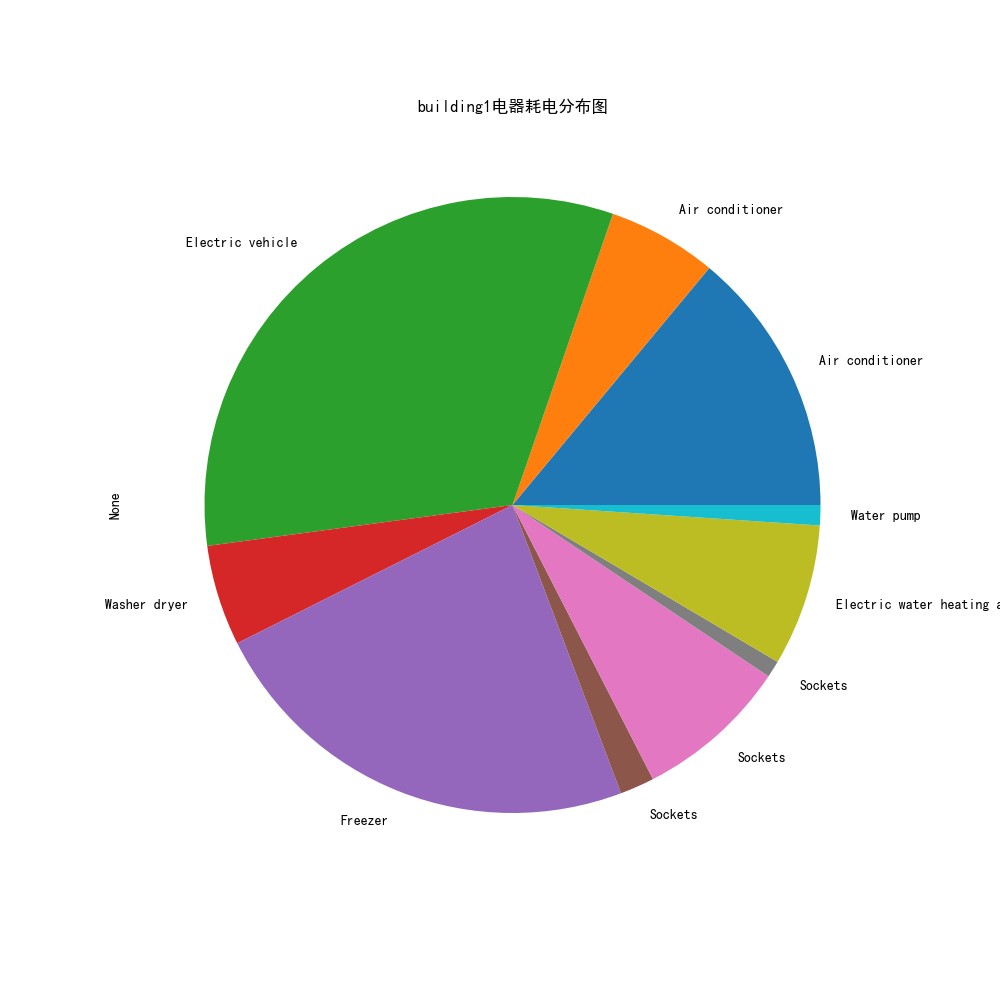 building1电器耗电分布图
Air conditioner
Electric vehicle
Air conditioner
None
Water pump
Washer dryer
Electric water heating a
Sockets
Sockets
Freezer
Sockets